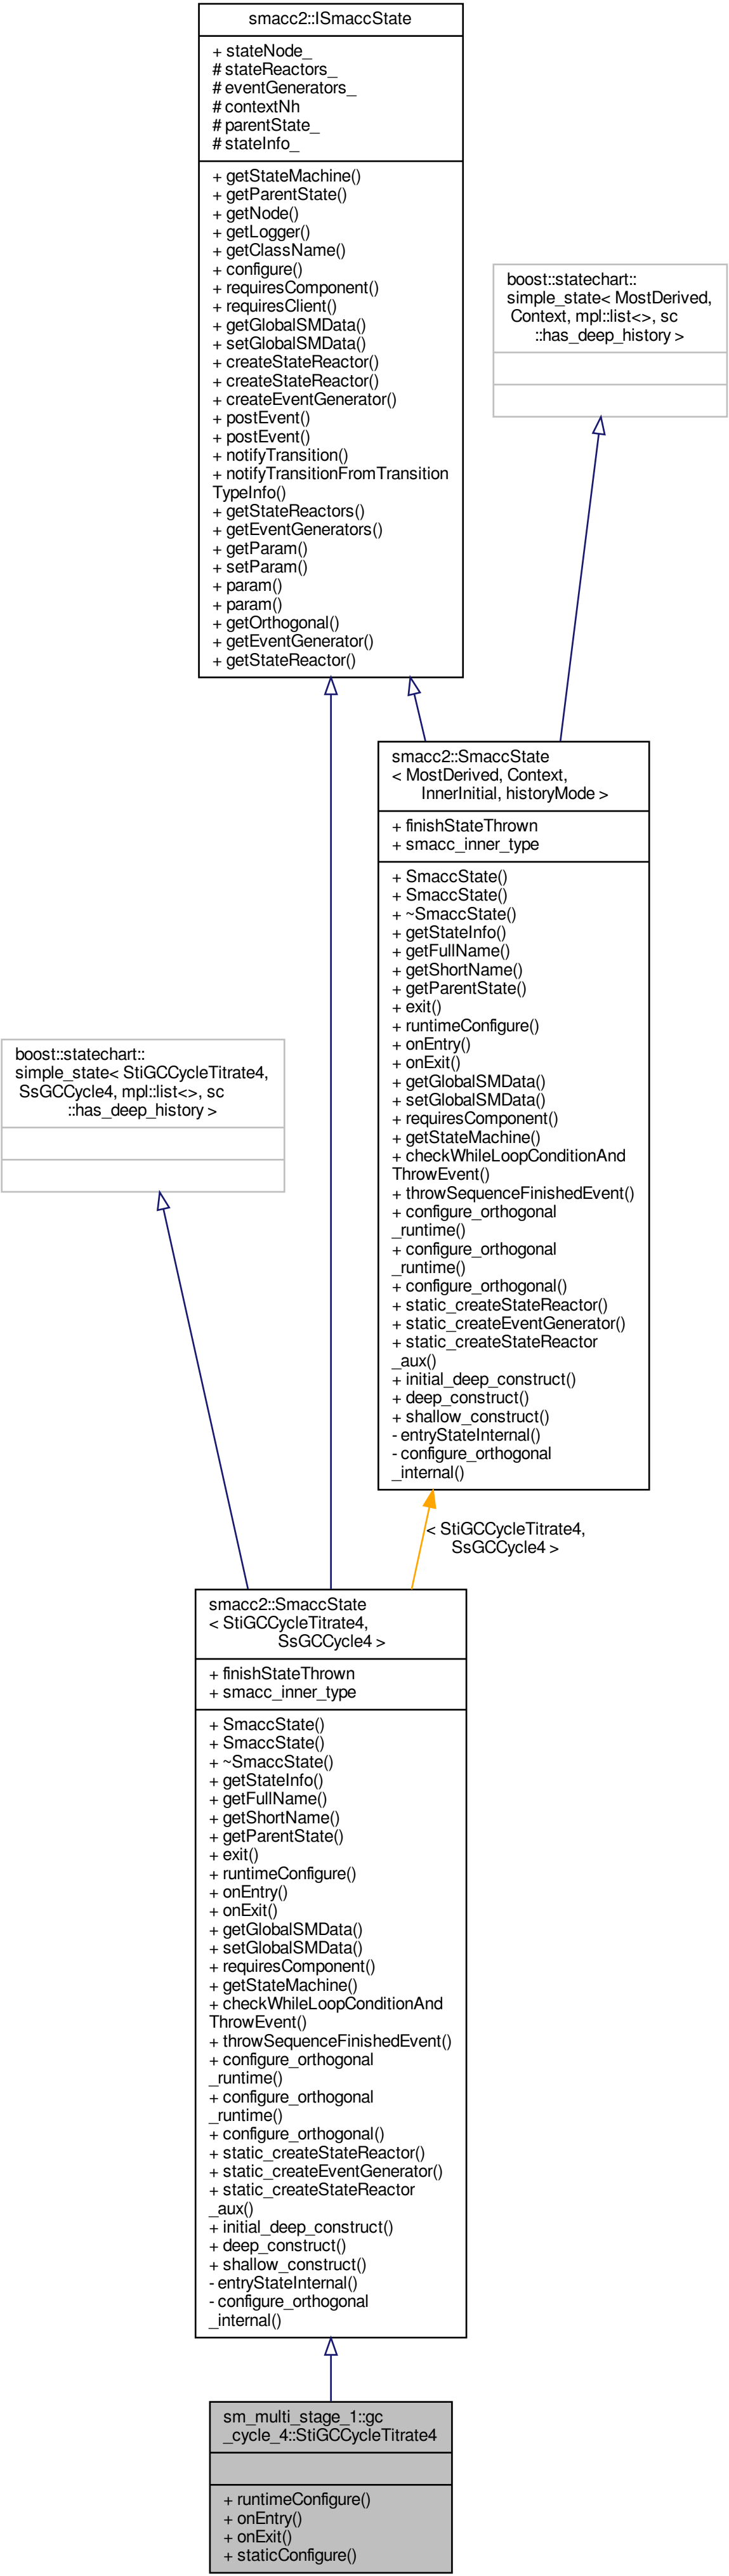 smacc2::ISmaccState
+ stateNode_
# stateReactors_
# eventGenerators_
# contextNh
# parentState_
# stateInfo_
+ getStateMachine()
+ getParentState()
+ getNode()
+ getLogger()
+ getClassName()
+ configure()
+ requiresComponent()
+ requiresClient()
+ getGlobalSMData()
+ setGlobalSMData()
+ createStateReactor()
+ createStateReactor()
+ createEventGenerator()
+ postEvent()
+ postEvent()
+ notifyTransition()
+ notifyTransitionFromTransition
TypeInfo()
+ getStateReactors()
+ getEventGenerators()
+ getParam()
+ setParam()
+ param()
+ param()
+ getOrthogonal()
+ getEventGenerator()
+ getStateReactor()
boost::statechart::
simple_state< MostDerived,
Context, mpl::list<>, sc
::has_deep_history >
smacc2::SmaccState
< MostDerived, Context,
InnerInitial, historyMode >
+ finishStateThrown
+ smacc_inner_type
+ SmaccState()
+ SmaccState()
+ ~SmaccState()
+ getStateInfo()
+ getFullName()
+ getShortName()
+ getParentState()
+ exit()
+ runtimeConfigure()
+ onEntry()
+ onExit()
+ getGlobalSMData()
+ setGlobalSMData()
+ requiresComponent()
+ getStateMachine()
+ checkWhileLoopConditionAnd
ThrowEvent()
+ throwSequenceFinishedEvent()
+ configure_orthogonal
_runtime()
+ configure_orthogonal
_runtime()
+ configure_orthogonal()
+ static_createStateReactor()
+ static_createEventGenerator()
+ static_createStateReactor
_aux()
+ initial_deep_construct()
+ deep_construct()
+ shallow_construct()
- entryStateInternal()
- configure_orthogonal
_internal()
boost::statechart::
simple_state< StiGCCycleTitrate4,
SsGCCycle4, mpl::list<>, sc
::has_deep_history >
< StiGCCycleTitrate4,
SsGCCycle4 >
smacc2::SmaccState
< StiGCCycleTitrate4,
SsGCCycle4 >
+ finishStateThrown
+ smacc_inner_type
+ SmaccState()
+ SmaccState()
+ ~SmaccState()
+ getStateInfo()
+ getFullName()
+ getShortName()
+ getParentState()
+ exit()
+ runtimeConfigure()
+ onEntry()
+ onExit()
+ getGlobalSMData()
+ setGlobalSMData()
+ requiresComponent()
+ getStateMachine()
+ checkWhileLoopConditionAnd
ThrowEvent()
+ throwSequenceFinishedEvent()
+ configure_orthogonal
_runtime()
+ configure_orthogonal
_runtime()
+ configure_orthogonal()
+ static_createStateReactor()
+ static_createEventGenerator()
+ static_createStateReactor
_aux()
+ initial_deep_construct()
+ deep_construct()
+ shallow_construct()
- entryStateInternal()
- configure_orthogonal
_internal()
sm_multi_stage_1::gc
_cycle_4::StiGCCycleTitrate4
+ runtimeConfigure()
+ onEntry()
+ onExit()
+ staticConfigure()